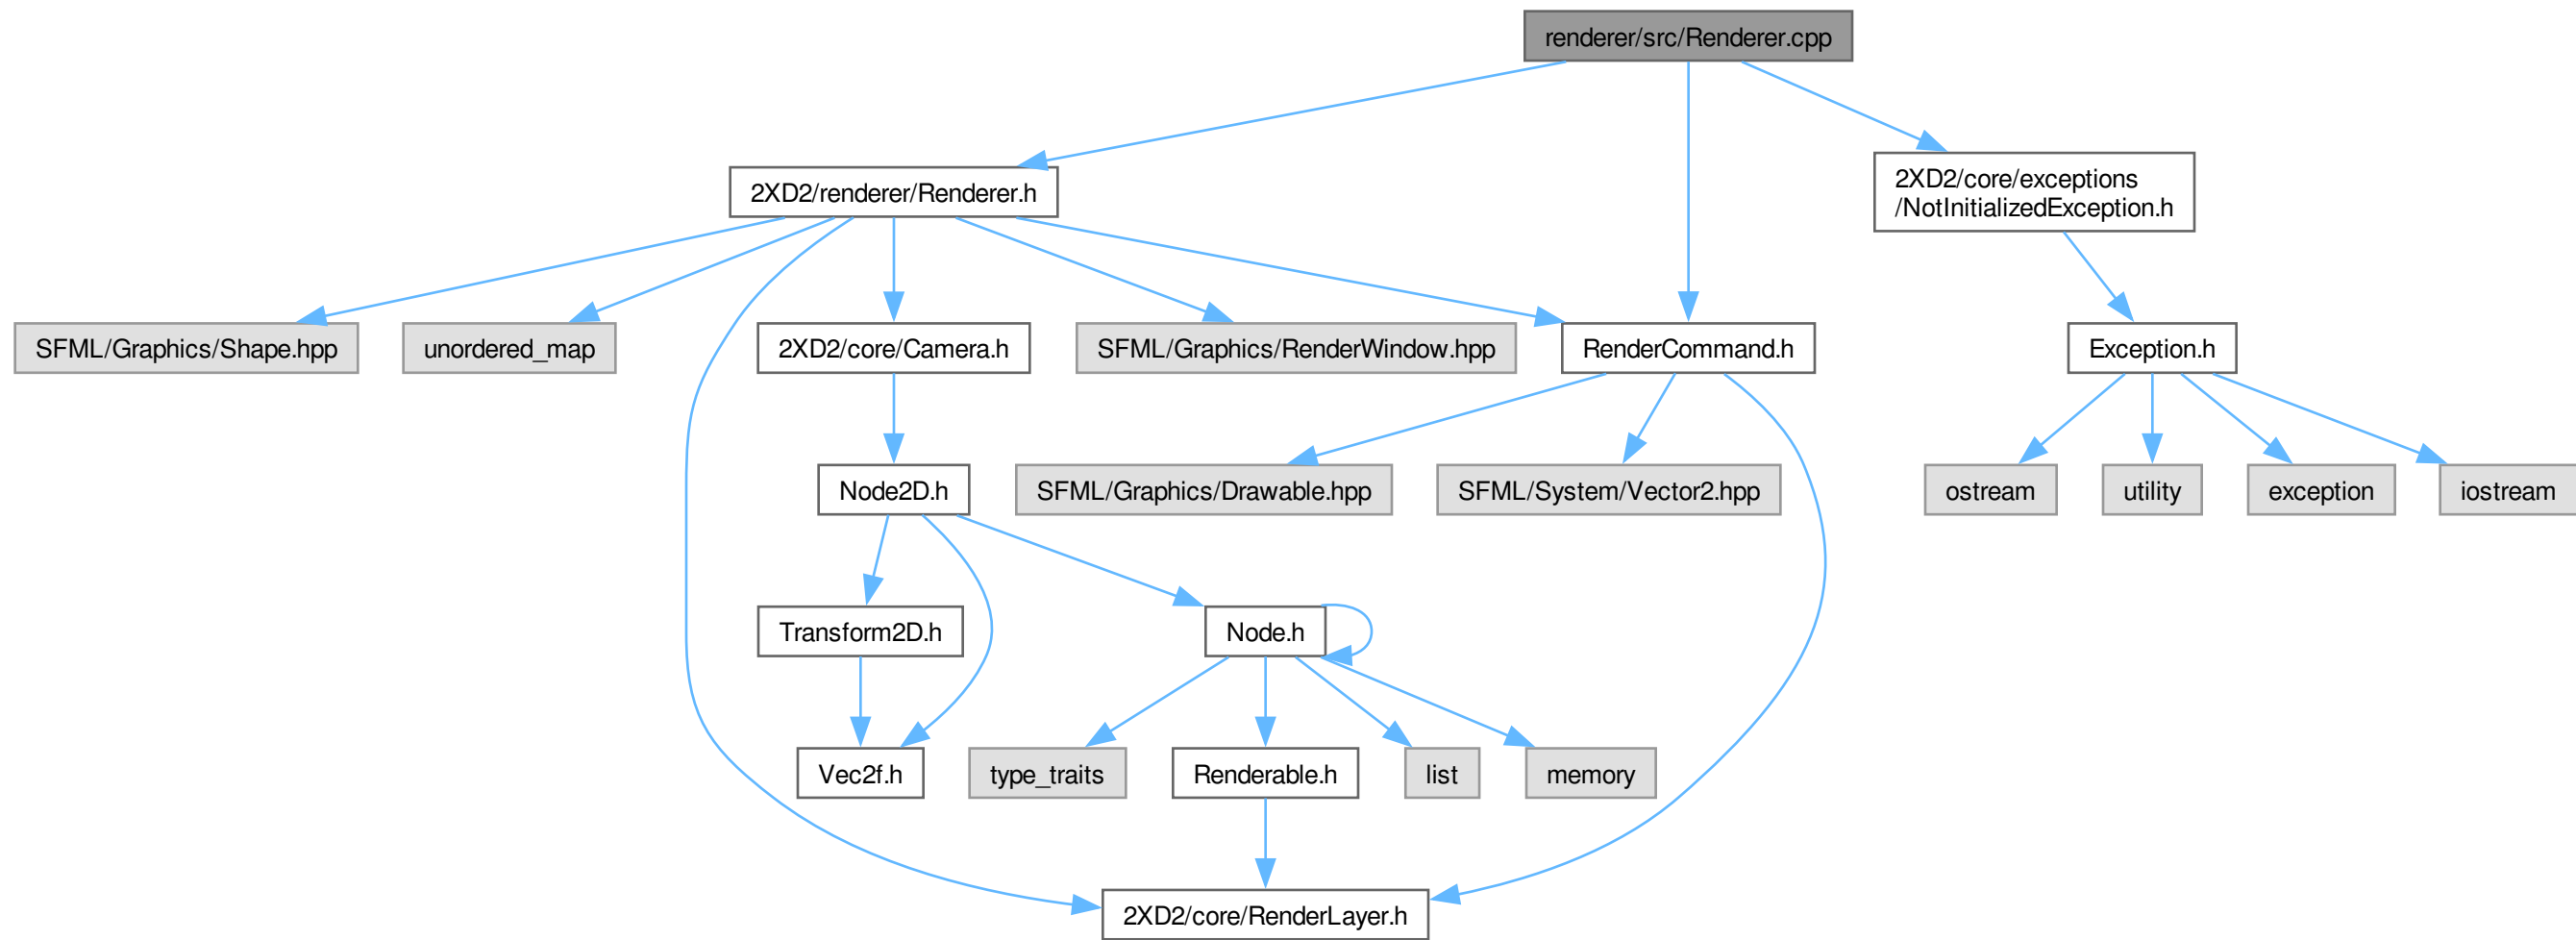 renderer/src/Renderer.cpp
2XD2/renderer/Renderer.h
2XD2/core/exceptions
/NotInitializedException.h
SFML/Graphics/Shape.hpp
unordered_map
2XD2/core/Camera.h
SFML/Graphics/RenderWindow.hpp
RenderCommand.h
Exception.h
Node2D.h
SFML/Graphics/Drawable.hpp
SFML/System/Vector2.hpp
ostream
utility
exception
iostream
Transform2D.h
Node.h
Vec2f.h
type_traits
Renderable.h
list
memory
2XD2/core/RenderLayer.h